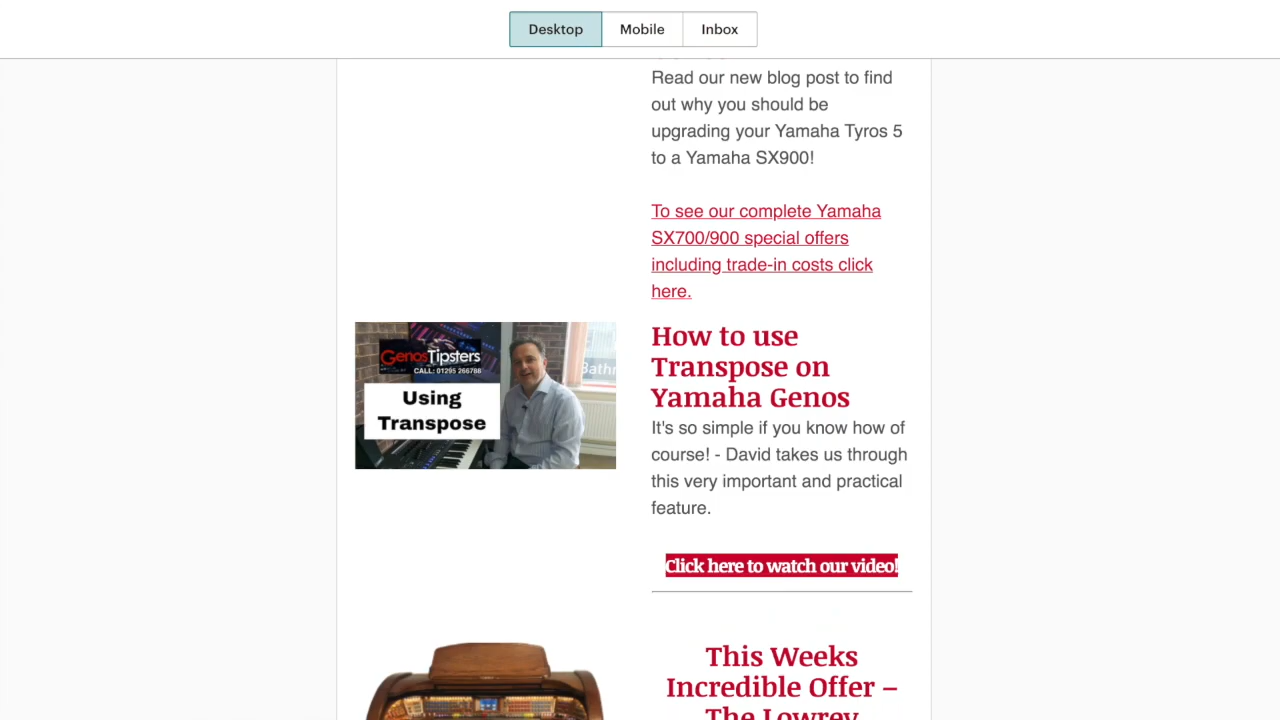 Desktop Mobile Inbox
Read our new blog post to find
out why you should be
upgrading your Yamaha Tyros 5
to a Yamaha SX900!
To see our complete Yamaha
SX700/900 special offers
including trade-in costs click
here.
GenosTipsters
CALL: 01295 266788
Using
Transpose
How to use
Transpose on
Yamaha Genos
It's so simple if you know how of
course! - David takes us through
this very important and practical
feature.
Click here to watch our video!
This Weeks
Incredible Offer –
The Lowrey